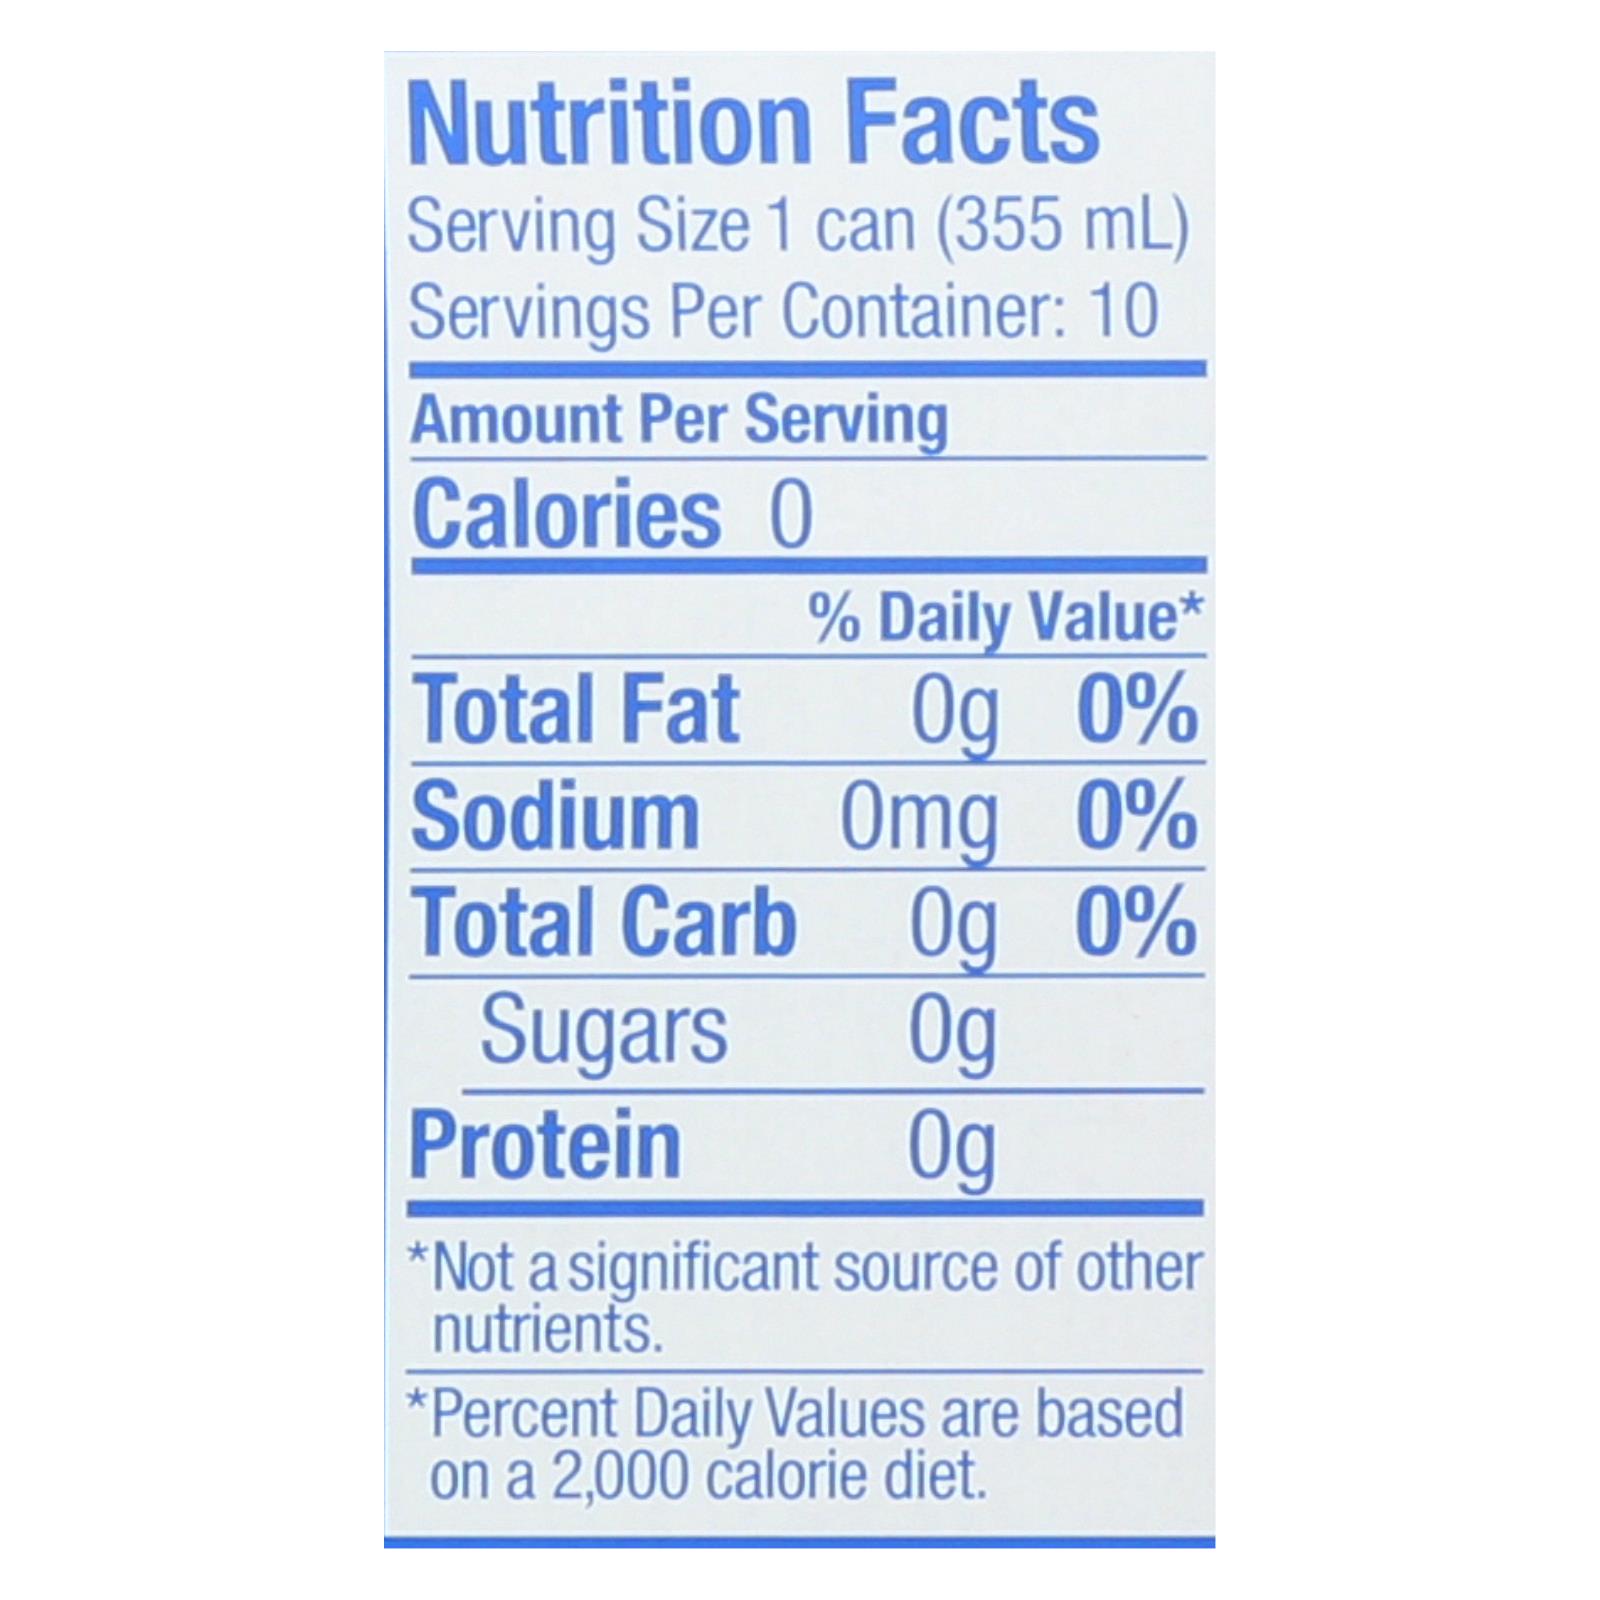 Nutrition Facts
Serving Size 1 can (355 mL)
Servings Per Container: 10
Amount Per Serving
Calories 0
% Daily Value*
Total Fat 0g 0%
Sodium 0mg 0%
Total Carb 0g 0%
Sugars 0g
Protein 0g
*Not a significant source of other
nutrients.
*Percent Daily Values are based
on a 2,000 calorie diet.